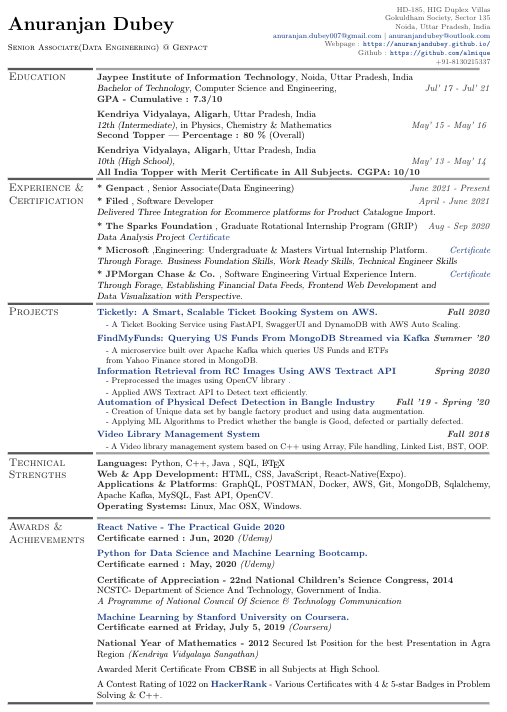 Anuranjan Dubey
Senior Associate(Data Engineering) @ Genpact
HD-185, HIG Duplex Villas
Gokuldham Society, Sector 135
Noida, Uttar Pradesh, India
anuranjan.dubey007@gmail.com | anuranjandubey@outlook.com
Webpage : https://anuranjandubey.github.io/
Github : https://github.com/almique
+91-8130215337
Education
Jaypee Institute of Information Technology, Noida, Uttar Pradesh, India
Bachelor of Technology, Computer Science and Engineering, Jul' 17 - Jul' 21
GPA - Cumulative : 7.3/10
Kendriya Vidyalaya, Aligarh, Uttar Pradesh, India
12th (Intermediate), in Physics, Chemistry & Mathematics May' 15 - May' 16
Second Topper — Percentage : 80 % (Overall)
Kendriya Vidyalaya, Aligarh, Uttar Pradesh, India
10th (High School), May' 13 - May' 14
All India Topper with Merit Certificate in All Subjects. CGPA: 10/10
Experience &
Certification
* Genpact , Senior Associate(Data Engineering) June 2021 - Present
* Filed , Software Developer April - June 2021
Delivered Three Integration for Ecommerce platforms for Product Catalogue Import.
* The Sparks Foundation , Graduate Rotational Internship Program (GRIP) Aug - Sep 2020
Data Analysis Project Certificate
* Microsoft ,Engineering: Undergraduate & Masters Virtual Internship Platform. Certificate
Through Forage. Business Foundation Skills, Work Ready Skills, Technical Engineer Skills
* JPMorgan Chase & Co. , Software Engineering Virtual Experience Intern. Certificate
Through Forage, Establishing Financial Data Feeds, Frontend Web Development and
Data Visualization with Perspective.
Projects
Ticketly: A Smart, Scalable Ticket Booking System on AWS. Fall 2020
- A Ticket Booking Service using FastAPI, SwaggerUI and DynamoDB with AWS Auto Scaling.
FindMyFunds: Querying US Funds From MongoDB Streamed via Kafka Summer '20
- A microservice built over Apache Kafka which queries US Funds and ETFs
from Yahoo Finance stored in MongoDB.
Information Retrieval from RC Images Using AWS Textract API Spring 2020
- Preprocessed the images using OpenCV library .
- Applied AWS Textract API to Detect text efficiently.
Automation of Physical Defect Detection in Bangle Industry Fall '19 - Spring '20
- Creation of Unique data set by bangle factory product and using data augmentation.
- Applying ML Algorithms to Predict whether the bangle is Good, defected or partially defected.
Video Library Management System Fall 2018
- A Video library management system based on C++ using Array, File handling, Linked List, BST, OOP.
Technical
Strengths
Languages: Python, C++, Java , SQL, LATEX
Web & App Development: HTML, CSS, JavaScript, React-Native(Expo).
Applications & Platforms: GraphQL, POSTMAN, Docker, AWS, Git, MongoDB, Sqlalchemy,
Apache Kafka, MySQL, Fast API, OpenCV.
Operating Systems: Linux, Mac OSX, Windows.
Awards &
Achievements
React Native - The Practical Guide 2020
Certificate earned : Jun, 2020 (Udemy)
Python for Data Science and Machine Learning Bootcamp.
Certificate earned : May, 2020 (Udemy)
Certificate of Appreciation - 22nd National Children's Science Congress, 2014
NCSTC- Department of Science And Technology, Government of India.
A Programme of National Council Of Science & Technology Communication
Machine Learning by Stanford University on Coursera.
Certificate earned at Friday, July 5, 2019 (Coursera)
National Year of Mathematics - 2012 Secured Ist Position for the best Presentation in Agra
Region (Kendriya Vidyalaya Sangathan)
Awarded Merit Certificate From CBSE in all Subjects at High School.
A Contest Rating of 1022 on HackerRank - Various Certificates with 4 & 5-star Badges in Problem
Solving & C++.